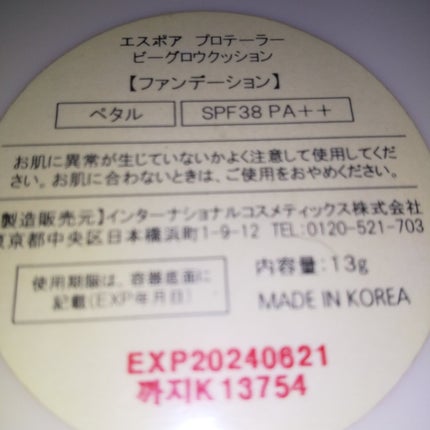 エスポア プロテーラー
ビーグロウクッション
【ファンデーション】
ペタル SPF38 PA++
お肌に異常が生じていないかよく注意して使用してくだ
さい。お肌に合わないときは、ご使用をおやめください。
製造販売元】インターナショナルコスメティックス株式会社
東京都中央区日本橋浜町1-9-12 TEL:0120-521-703
使用期限は、容器底面に
記載(EXP年月日)
内容量:13g
MADE IN KOREA
EXP20240621
까지K13754